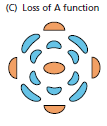 (C) Loss of A function